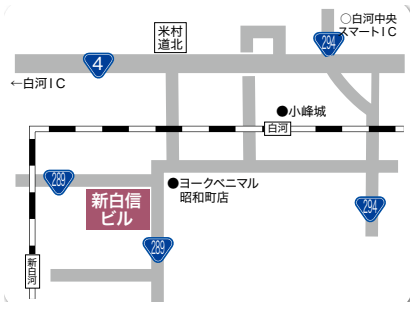 ○白河中央
スマートIC
米村
道北
294
4
←白河IC
●小峰城
白河
289
●ヨークベニマル
昭和町店
新白信
ビル
294
289
新白河